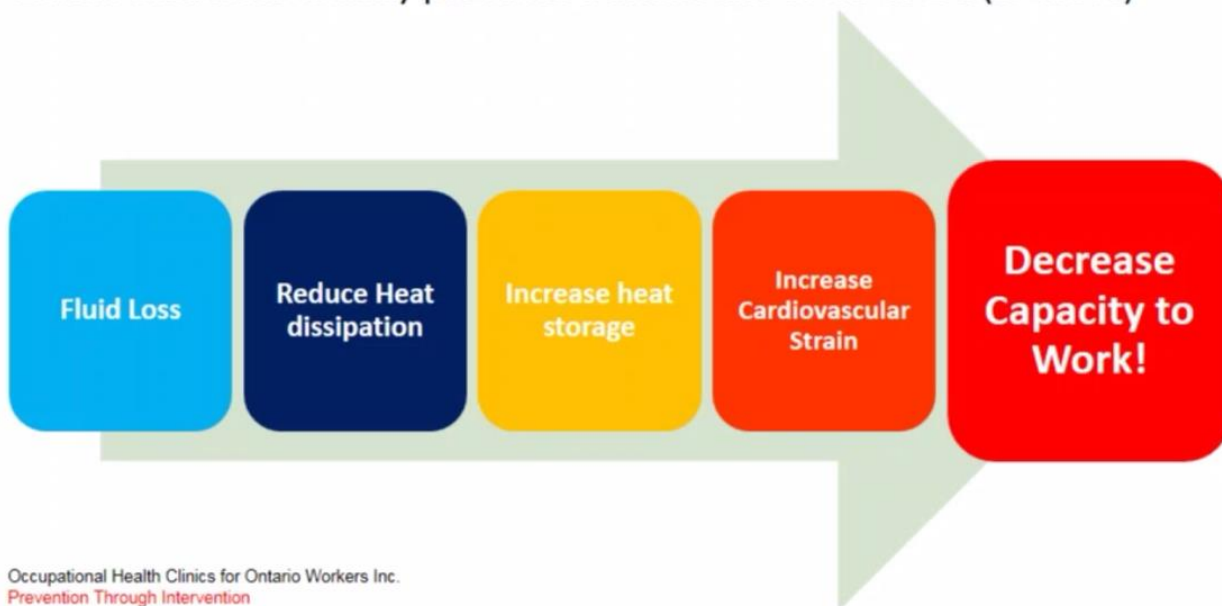 Fluid Loss
Reduce Heat
dissipation
Increase heat
storage
Increase
Cardiovascular
Strain
Decrease
Capacity to
Work!
Occupational Health Clinics for Ontario Workers Inc.
Prevention Through Intervention